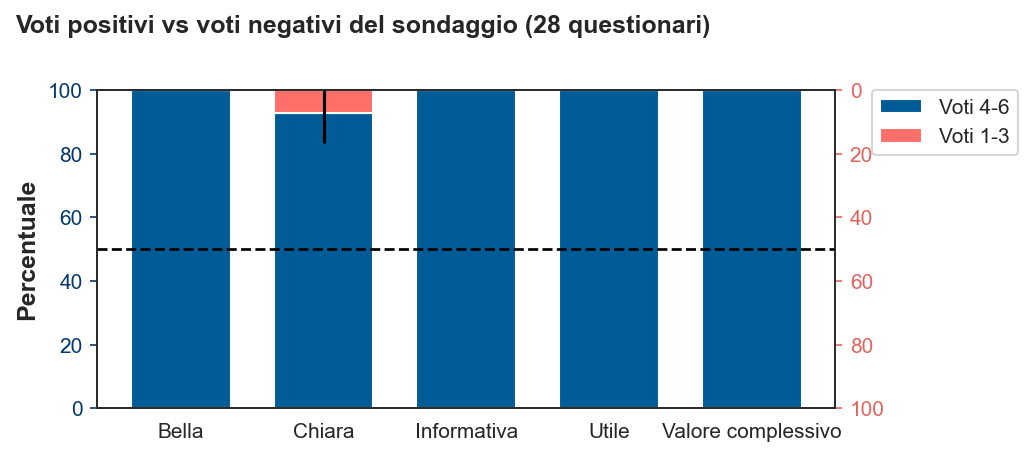 Voti positivi vs voti negativi del sondaggio (28 questionari)
Percentuale
100
80
60
40
20
0
0
20
40
60
80
100
Voti 4-6
Voti 1-3
Bella
Chiara
Informativa
Utile
Valore complessivo